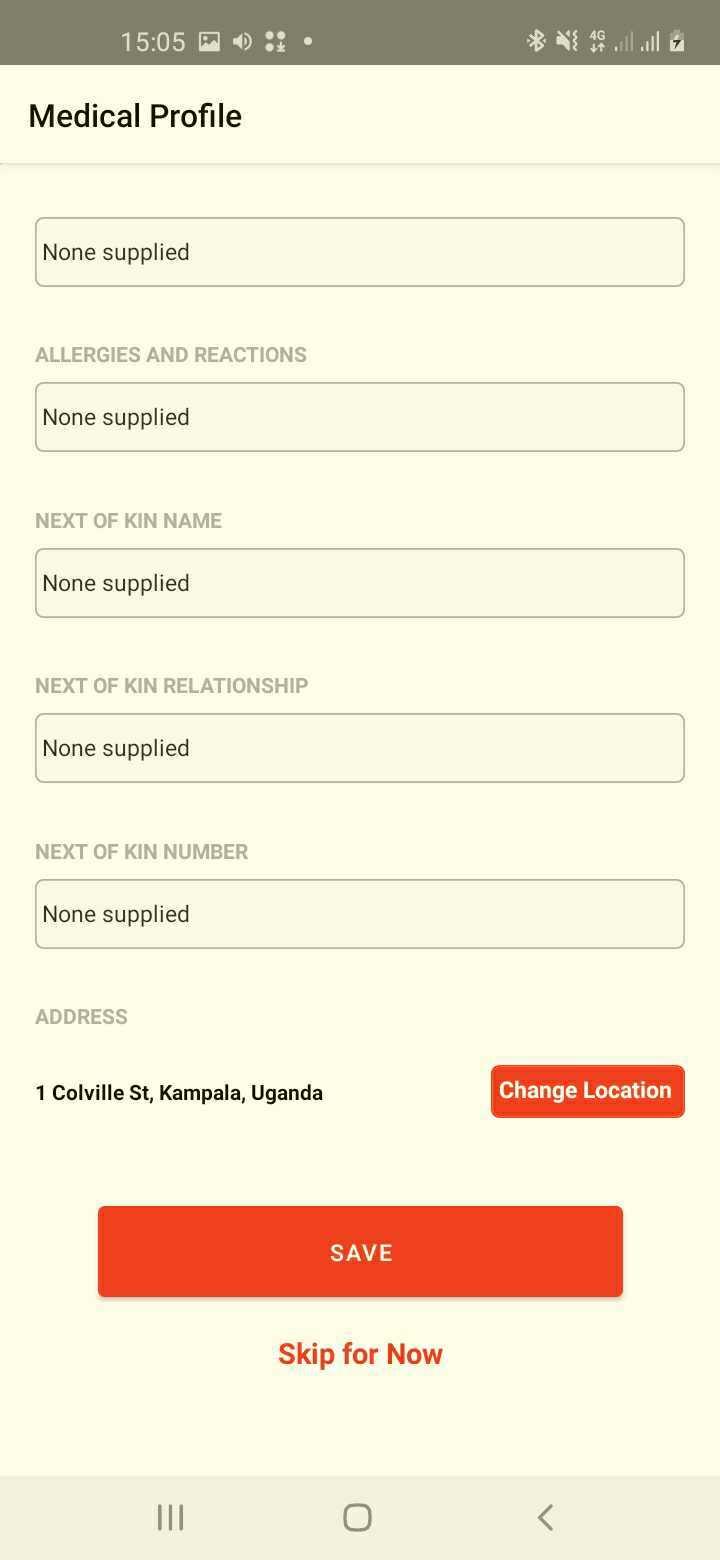 15:05
4G
Medical Profile
None supplied
ALLERGIES AND REACTIONS
None supplied
NEXT OF KIN NAME
None supplied
NEXT OF KIN RELATIONSHIP
None supplied
NEXT OF KIN NUMBER
None supplied
ADDRESS
1 Colville St, Kampala, Uganda
Change Location
SAVE
Skip for Now